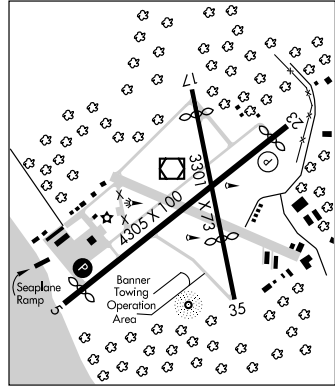 17
23
3301 X 73
4305 X 100
P
P
Seaplane
Ramp
5
Banner
Towing
Operation
Area
35